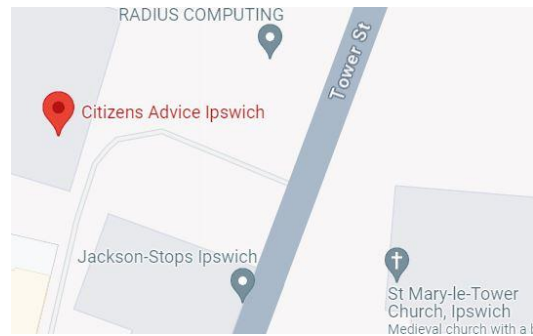 RADIUS COMPUTING
Tower St
Citizens Advice Ipswich
Jackson-Stops Ipswich
St Mary-le-Tower
Church, Ipswich
Medieval church with a